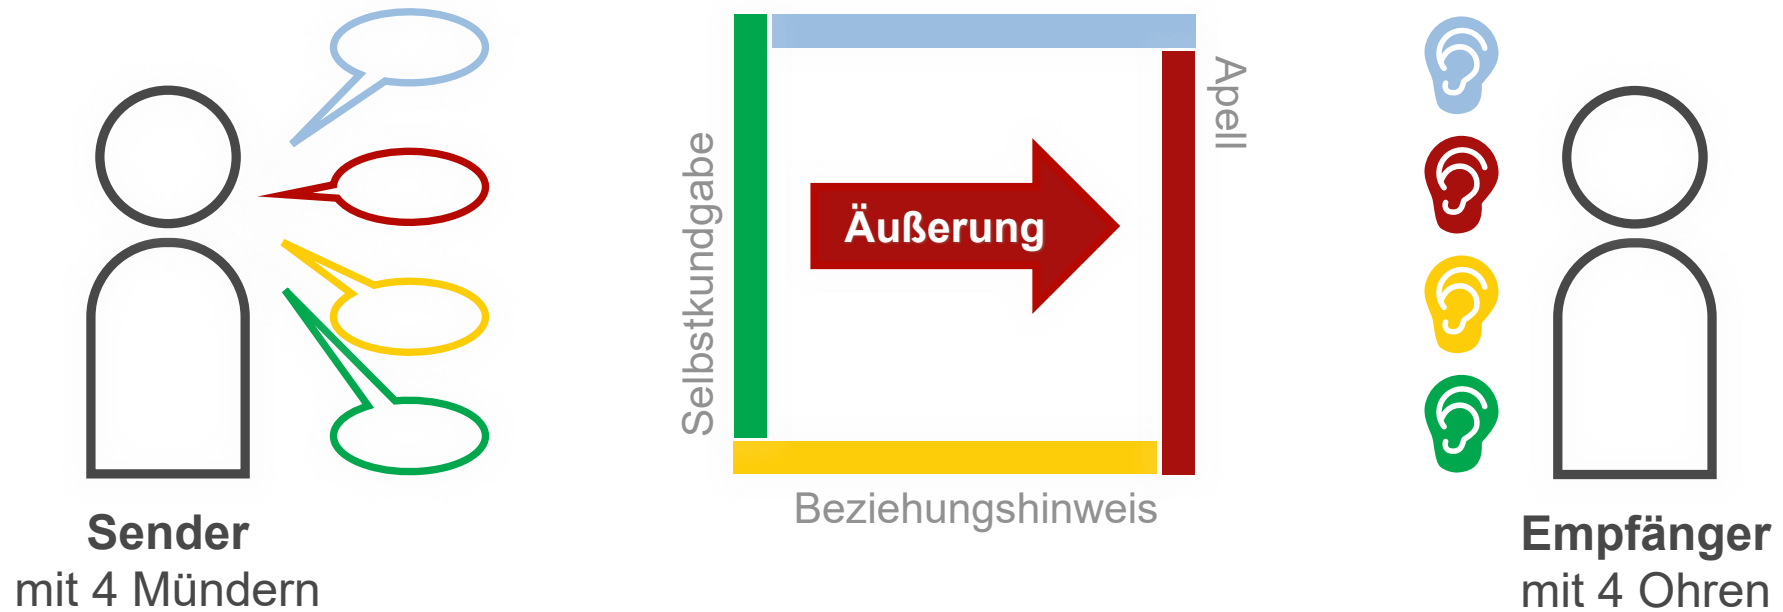 Selbstkundgabe
Äußerung
Apell
Beziehungshinweis
Sender
mit 4 Mündern
Empfänger
mit 4 Ohren